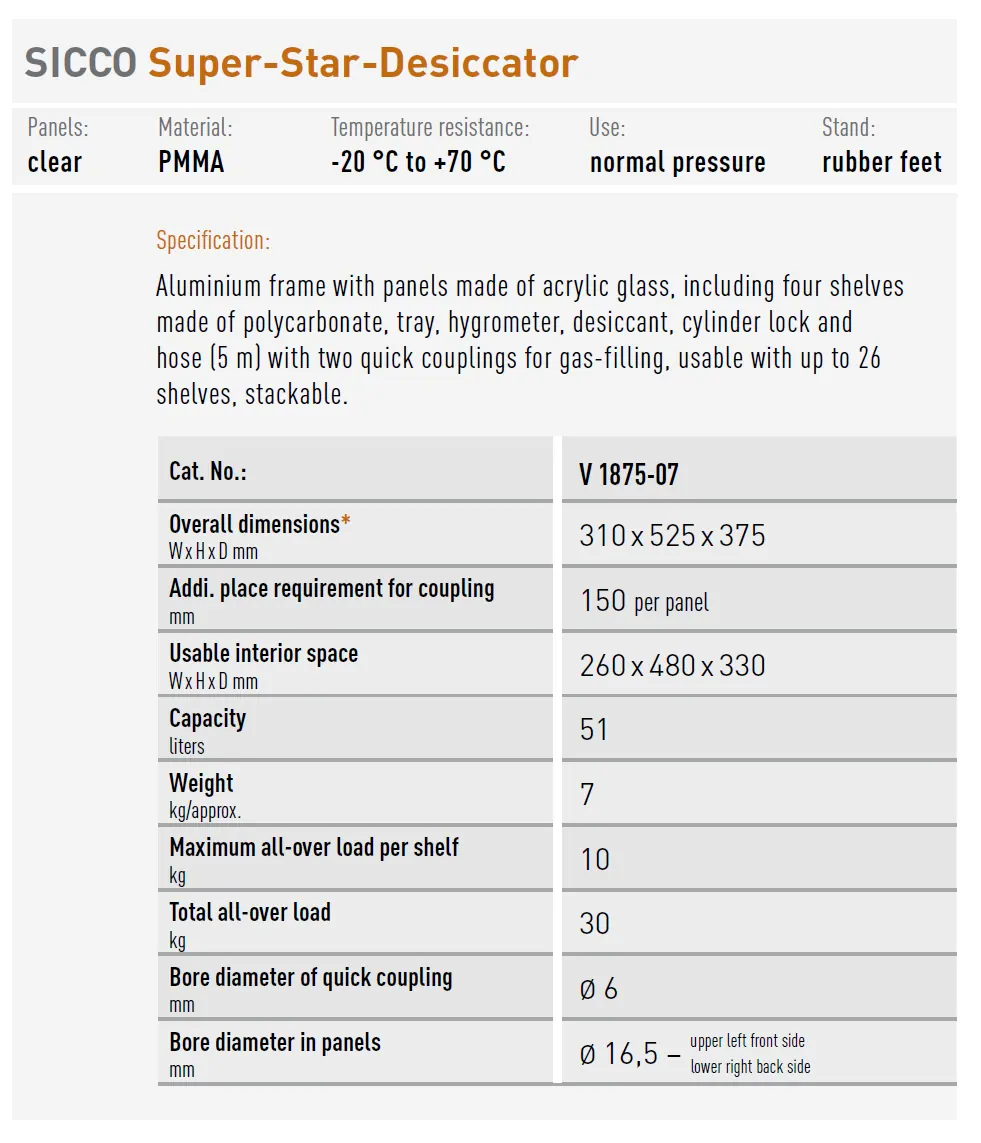 SICCO Super-Star-Desiccator
Panels: Material: Temperature resistance: Use: Stand:
clear PMMA -20 °C to +70 °C normal pressure rubber feet
Specification:
Aluminium frame with panels made of acrylic glass, including four shelves
made of polycarbonate, tray, hygrometer, desiccant, cylinder lock and
hose (5 m) with two quick couplings for gas-filling, usable with up to 26
shelves, stackable.
Cat. No.: V 1875-07
Overall dimensions*
W x H x D mm
310 x 525 x 375
Addi. place requirement for coupling
mm
150 per panel
Usable interior space
W x H x D mm
260 x 480 x 330
Capacity
liters
51
Weight
kg/approx.
7
Maximum all-over load per shelf
kg
10
Total all-over load
kg
30
Bore diameter of quick coupling
mm
Ø 6
Bore diameter in panels
mm
Ø 16,5 –
upper left front side
lower right back side